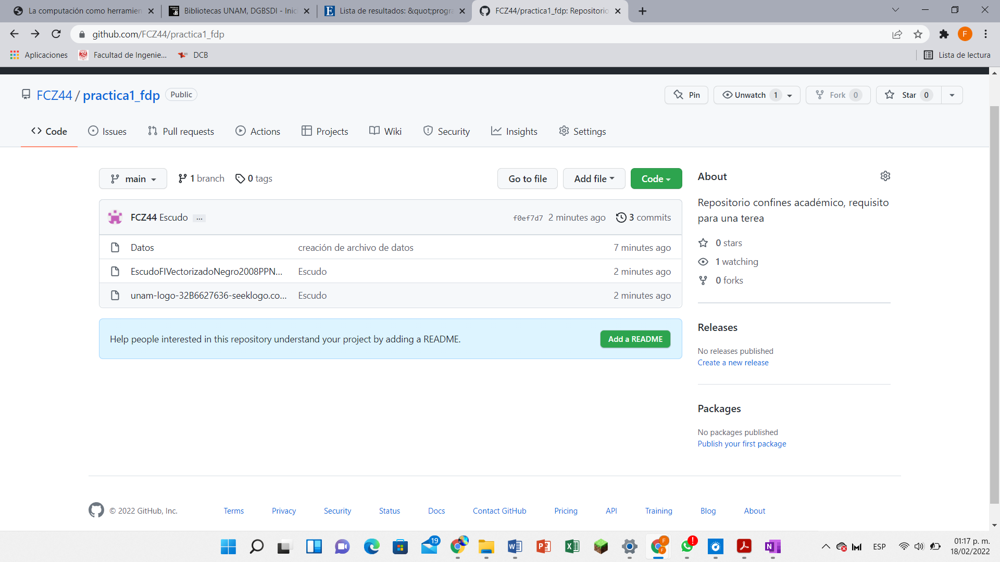 La computación como herramien
Bibliotecas UNAM, DGBSDI - Inic
Lista de resultados: &quot;progra
FCZ44/practica1_fdp: Repositorio
github.com/FCZ44/practica1_fdp
F
Aplicaciones
Facultad de Ingenie...
DCB
Lista de lectura
FCZ44 / practica1_fdp Public
Pin
Unwatch 1
Fork 0
Star 0
Code
Issues
Pull requests
Actions
Projects
Wiki
Security
Insights
Settings
main
1 branch
0 tags
Go to file
Add file
Code
FCZ44 Escudo ...
f0ef7d7 2 minutes ago
3 commits
Datos
creación de archivo de datos
7 minutes ago
EscudoFIVectorizadoNegro2008PPN...
Escudo
2 minutes ago
unam-logo-32B6627636-seeklogo.co...
Escudo
2 minutes ago
Help people interested in this repository understand your project by adding a README.
Add a README
About
Repositorio confines académico, requisito
para una terea
0 stars
1 watching
0 forks
Releases
No releases published
Create a new release
Packages
No packages published
Publish your first package
© 2022 GitHub, Inc.
Terms
Privacy
Security
Status
Docs
Contact GitHub
Pricing
API
Training
Blog
About
19
F
F
!
ESP
01:17 p. m.
18/02/2022